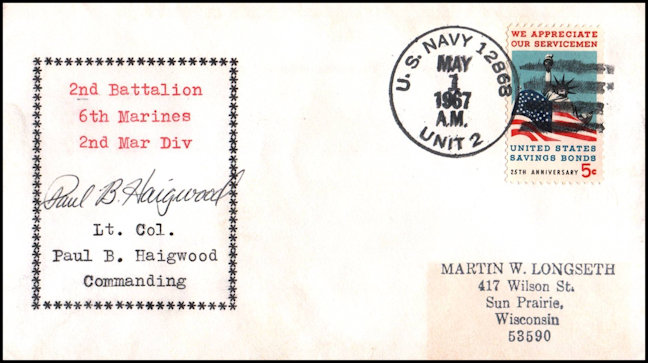 2nd Battalion
6th Marines
2nd Mar Div
Paul B. Haigwood
Lt. Col.
Paul B. Haigwood
Commanding
U. S. NAVY 12868
MAY
1
1967
A.M.
UNIT 2
WE APPRECIATE
OUR SERVICEMEN
UNITED STATES
SAVINGS BONDS
25TH ANNIVERSARY 5c
MARTIN W. LONGSETH
417 Wilson St.
Sun Prairie,
Wisconsin
53590